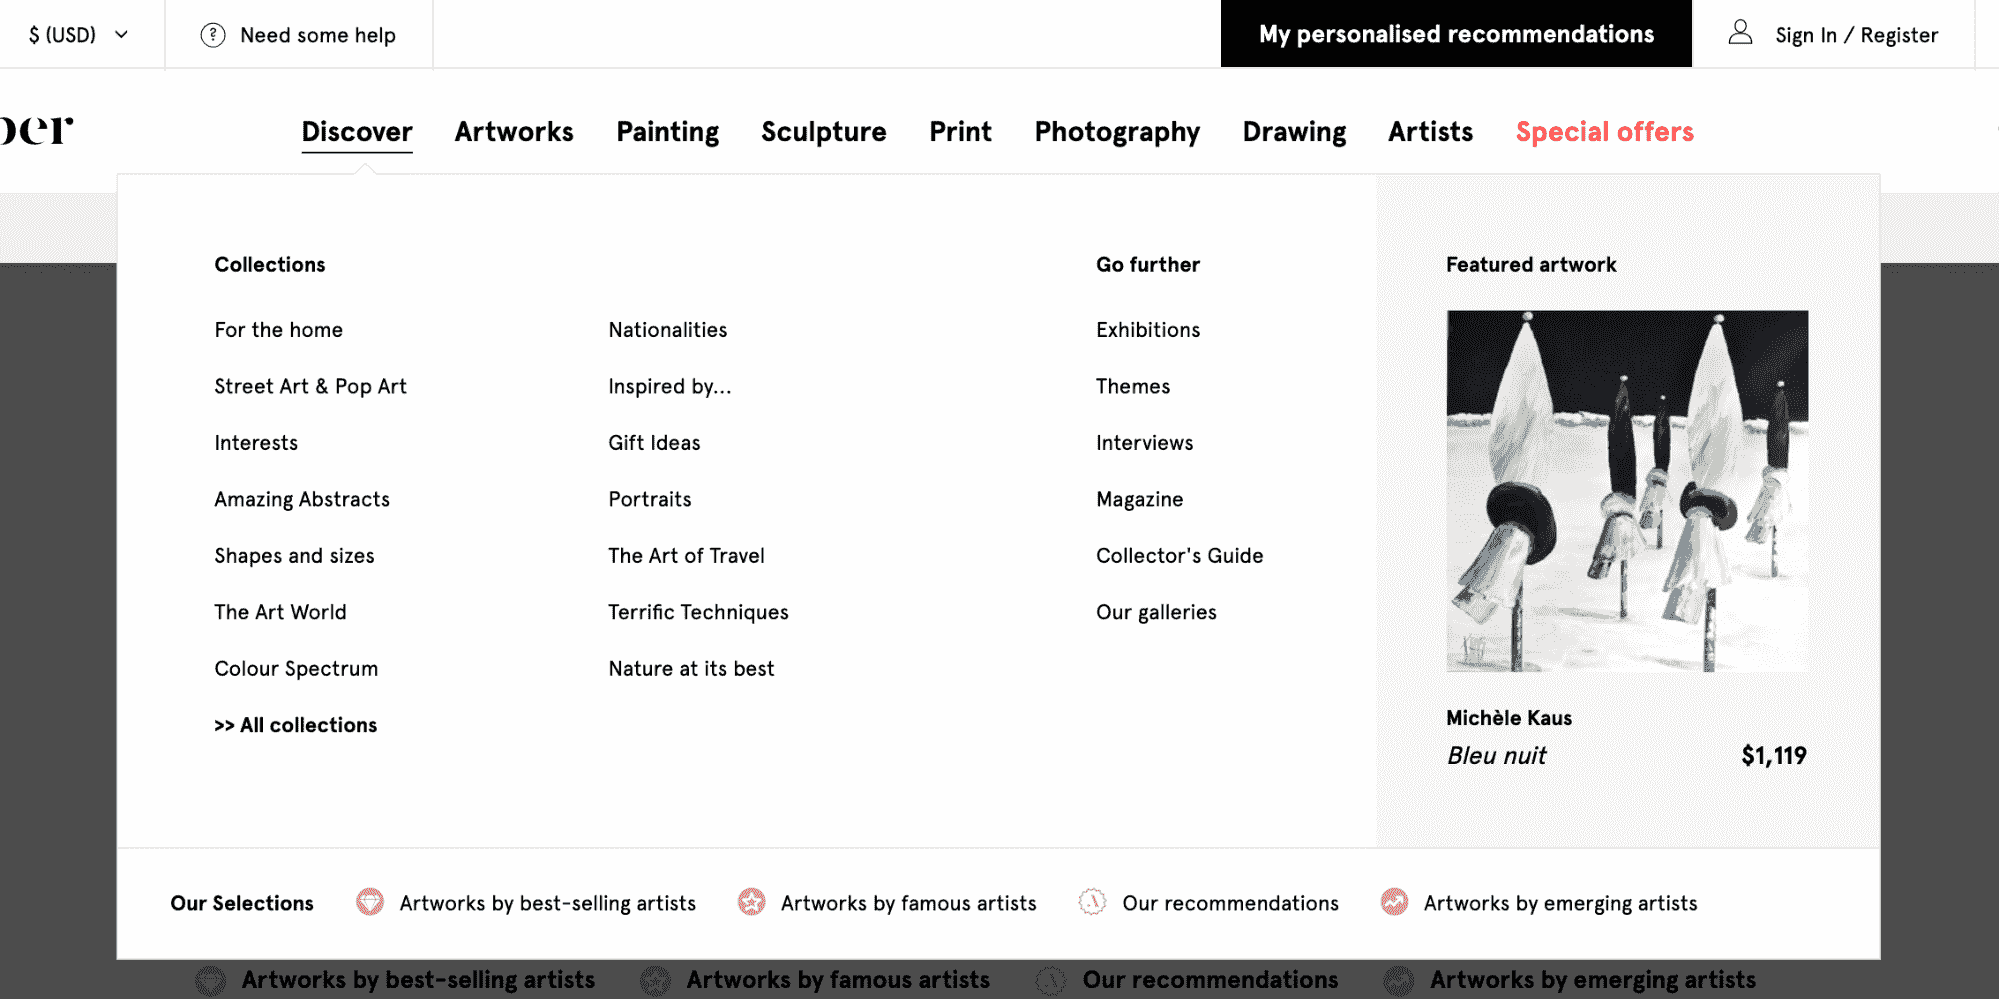 $ (USD)
Need some help
My personalised recommendations
Sign In / Register
Discover
Artworks
Painting
Sculpture
Print
Photography
Drawing
Artists
Special offers
Collections
For the home
Street Art & Pop Art
Interests
Amazing Abstracts
Shapes and sizes
The Art World
Colour Spectrum
>> All collections
Nationalities
Inspired by...
Gift Ideas
Portraits
The Art of Travel
Terrific Techniques
Nature at its best
Go further
Exhibitions
Themes
Interviews
Magazine
Collector's Guide
Our galleries
Featured artwork
Michèle Kaus
Bleu nuit
$1,119
Our Selections
Artworks by best-selling artists
Artworks by famous artists
Our recommendations
Artworks by emerging artists
Artworks by best-selling artists
Artworks by famous artists
Our recommendations
Artworks by emerging artists